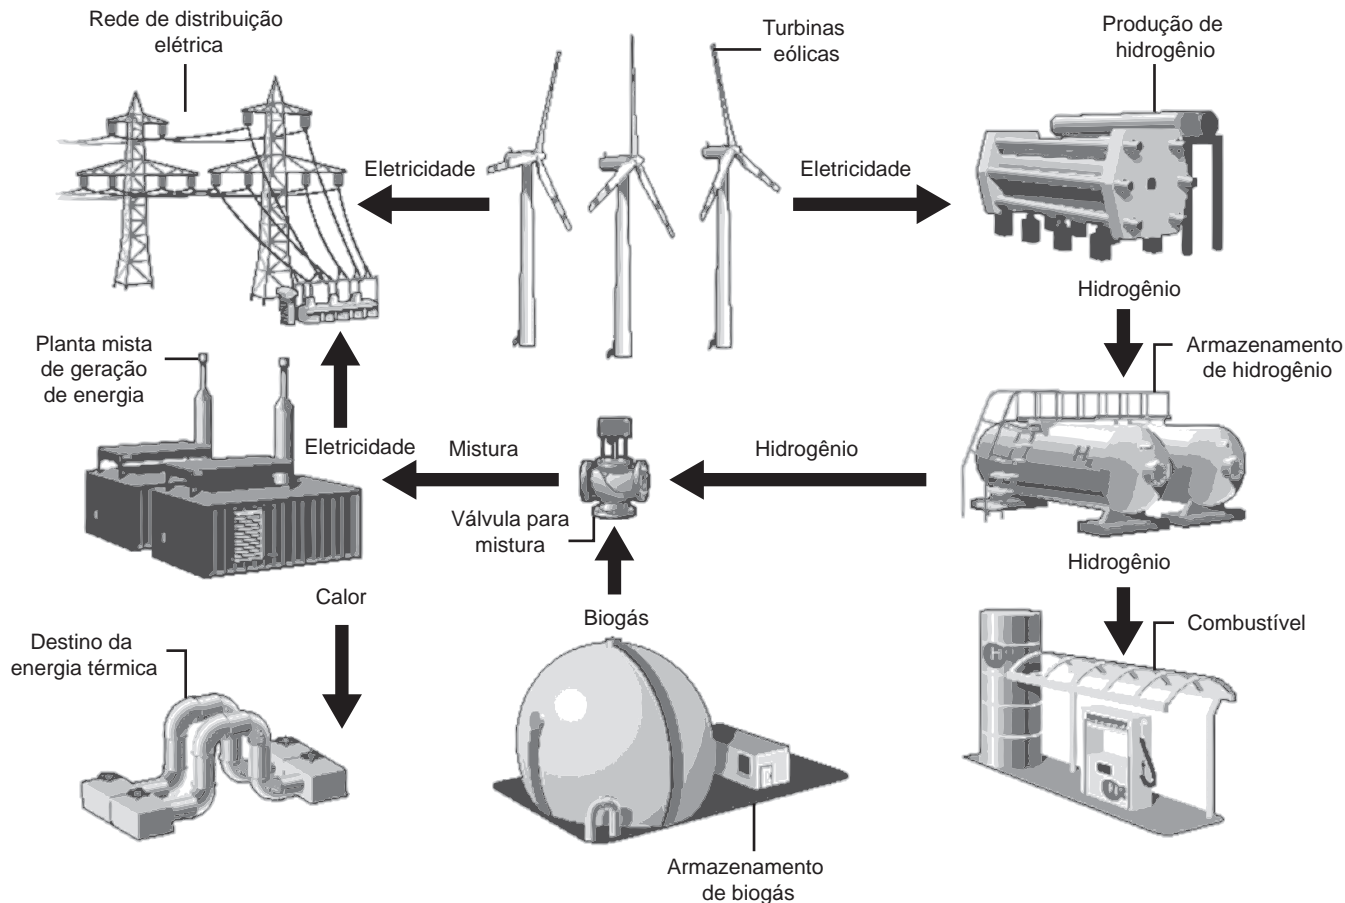 Rede de distribuição
elétrica
Turbinas
eólicas
Produção de
hidrogênio
Eletricidade
Eletricidade
Hidrogênio
Planta mista
de geração
de energia
Armazenamento
de hidrogênio
Eletricidade
Mistura
Hidrogênio
H₂
Válvula para
mistura
Hidrogênio
Calor
Biogás
Combustível
Destino da
energia térmica
Armazenamento
de biogás